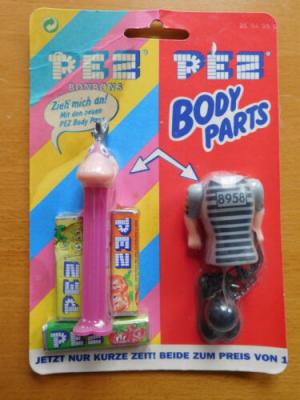 PEZ
BONBONS
Zieh mich an!
Mit den neuen
PEZ Body Parts
PEZ
BODY
PARTS
8958
PEZ
PEZ
PEZ
JETZT NUR KURZE ZEIT! BEIDE ZUM PREIS VON 1